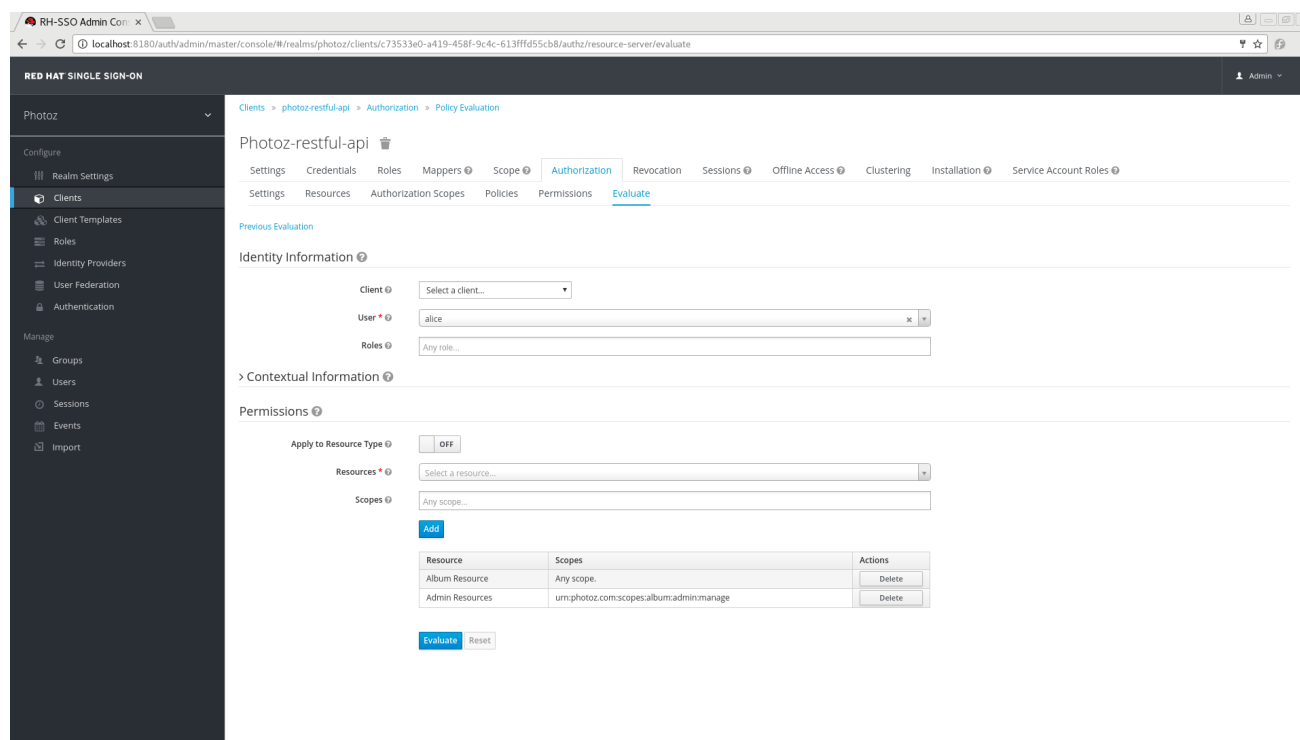 RH-SSO Admin Con
localhost:8180/auth/admin/master/console/#/realms/photoz/clients/c73533e0-a419-458f-9c4c-613fffd55cb8/authz/resource-server/evaluate
RED HAT SINGLE SIGN-ON
Admin
Photoz
Configure
Realm Settings
Clients
Client Templates
Roles
Identity Providers
User Federation
Authentication
Manage
Groups
Users
Sessions
Events
Import
Clients » photoz-restful-api » Authorization » Policy Evaluation
Photoz-restful-api
Settings Credentials Roles Mappers Scope Authorization Revocation Sessions Offline Access Clustering Installation Service Account Roles
Settings Resources Authorization Scopes Policies Permissions Evaluate
Previous Evaluation
Identity Information
Client Select a client...
User * alice
Roles Any role...
Contextual Information
Permissions
Apply to Resource Type OFF
Resources * Select a resource...
Scopes Any scope...
Add
Resource Scopes Actions
Album Resource Any scope. Delete
Admin Resources urn:photoz.com:scopes:album:admin:manage Delete
Evaluate Reset